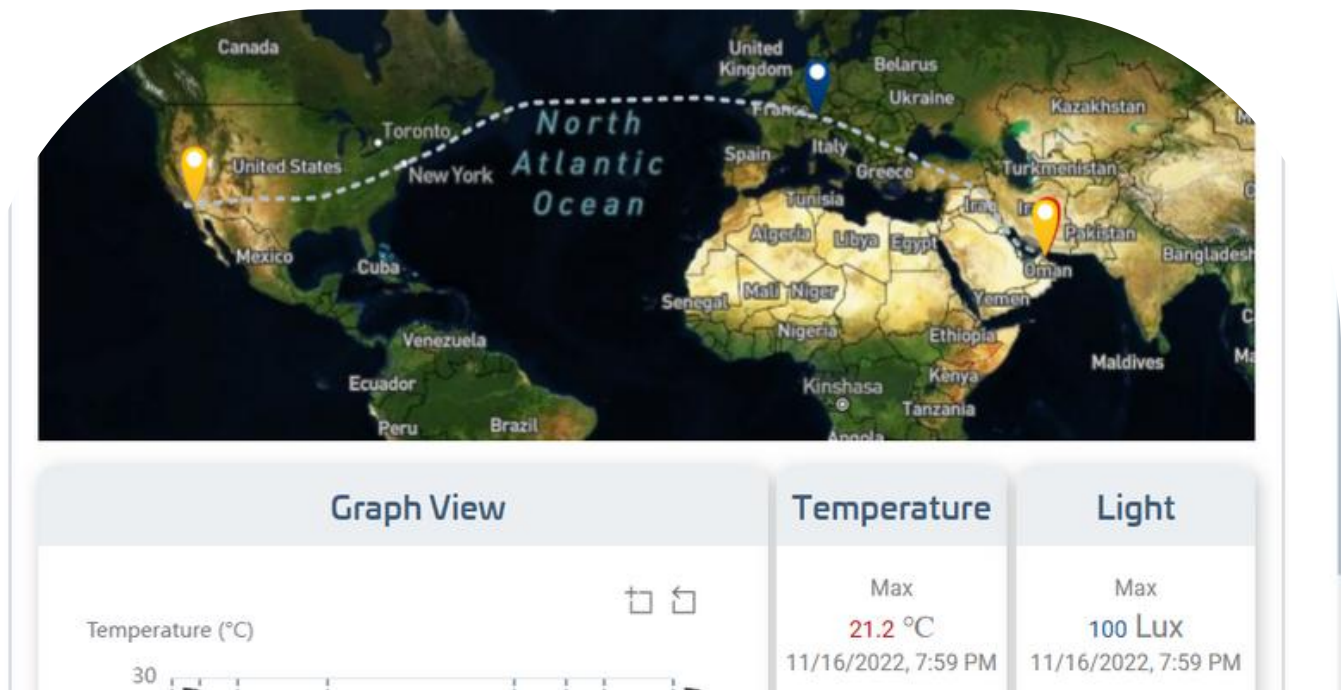 Canada
United
Kingdom
Belarus
Ukraine
Kazakhstan
France
Toronto
North
Atlantic
Ocean
United States
New York
Spain
Italy
Greece
Turkmenistan
Tunisia
Iraq
Pakistan
Algeria
Libya
Egypt
Mexico
Cuba
Oman
Bangladesh
Senegal
Mali
Niger
Yemen
Nigeria
Ethiopia
Venezuela
Maldives
Ecuador
Kinshasa
Kenya
Tanzania
Peru
Brazil
Angola
Graph View
Temperature
Light
Max
Max
Temperature (°C)
21.2 °C
100 Lux
11/16/2022, 7:59 PM
11/16/2022, 7:59 PM
30